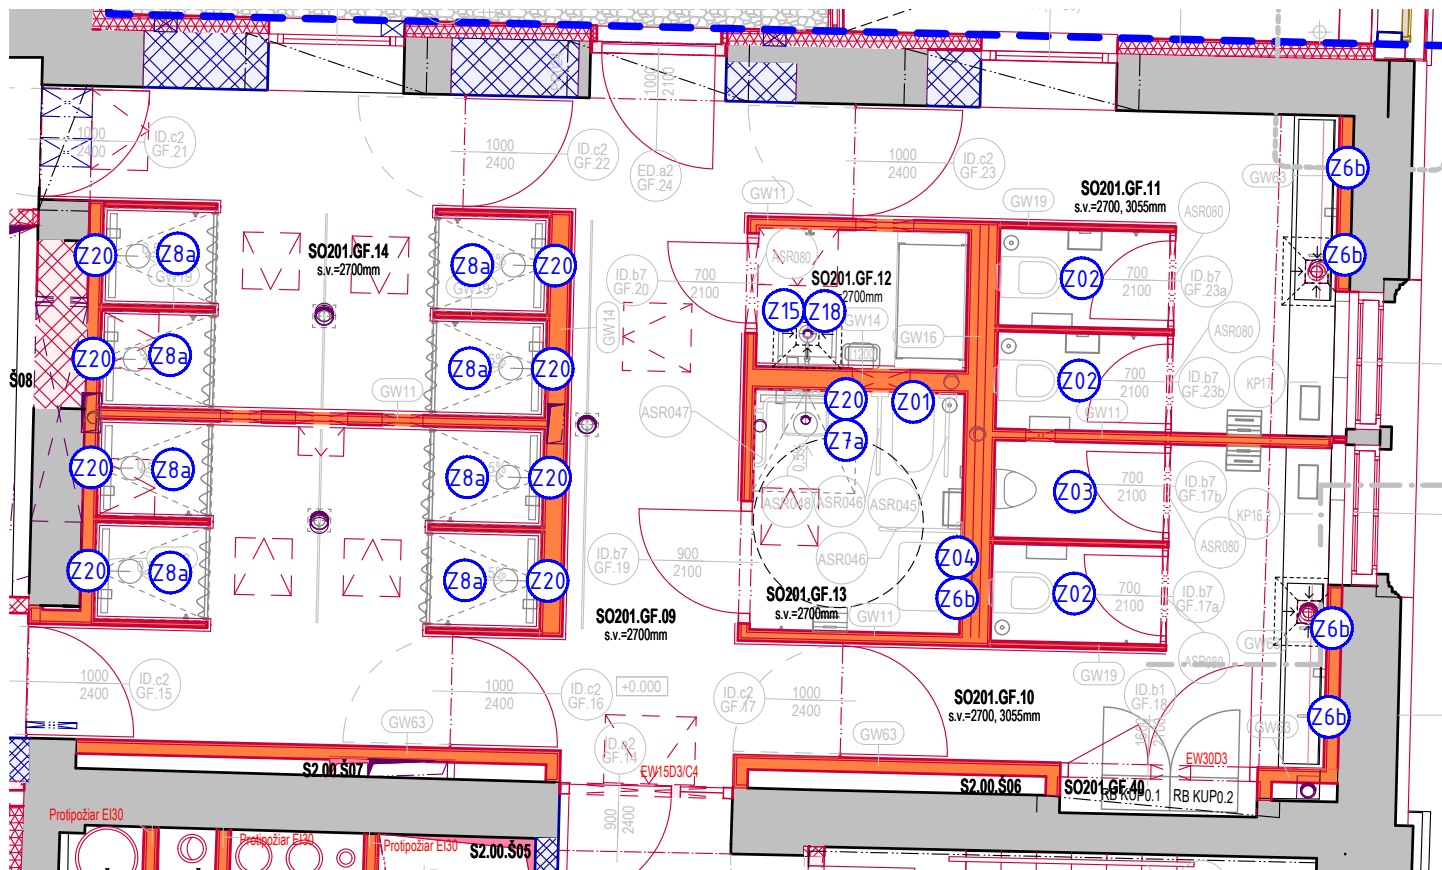 1000
2400
ID.c2
GF.21
1000
2400
ID.c2
GF.22
1000
2100
ED.a2
GF.24
1000
2400
ID.c2
GF.23
SO201.GF.11
s.v.=2700, 3055mm
GW63
Z6b
GW11
GW19
ASR080
Z20
Z8a
SO201.GF.14
s.v.=2700mm
Z8a
Z20
ID.b7
GF.20
700
2100
ASR080
SO201.GF.12
2700mm
Z15
Z18
GW14
GW16
Z02
700
2100
ID.b7
GF.23a
Z6b
GW14
ASR080
Z20
Z8a
Z8a
Z20
Š08
GW11
ASR047
Z20
Z01
Z7a
Z02
700
2100
ID.b7
GF.23b
KP17
GW11
Z20
Z8a
Z8a
Z20
ASR048
ASR046
ASR045
Z03
700
2100
ID.b7
GF.17b
ASR080
Z20
Z8a
Z8a
Z20
ID.b7
GF.19
900
2100
ASR046
Z04
Z6b
SO201.GF.13
s.v.=2700mm
GW11
Z02
700
2100
ID.b7
GF.17a
SO201.GF.09
s.v.=2700mm
Z6b
ASR080
GW19
1000
2400
ID.c2
GF.15
1000
2400
ID.c2
GF.16
+0.000
ID.c2
GF.17
1000
2400
SO201.GF.10
s.v.=2700, 3055mm
ID.b1
GF.18
Z6b
GW63
GW63
GW63
ID.a2
GF.14
EW15D3/C4
EW30D3
S2.00.Š07
S2.00.Š06
SO201.GF.40
RB KUP0.1
RB KUP0.2
900
2400
Protipožiar EI30
Protipožiar EI30
Protipožiar EI30
S2.00.Š05